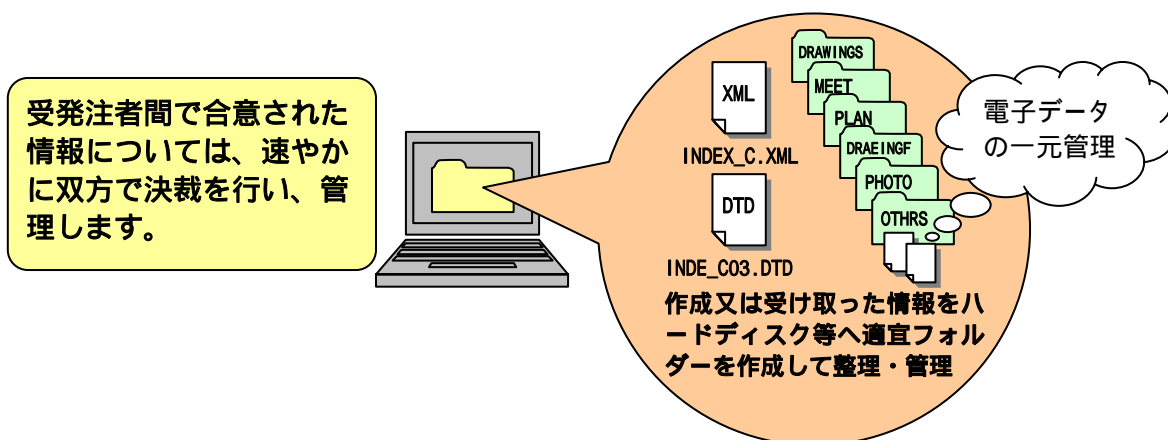 受発注者間で合意された
情報については、速やか
に双方で決裁を行い、管
理します。
XML
INDEX_C.XML
DTD
INDE_C03.DTD
DRAWINGS
MEET
PLAN
DRAEINGF
PHOTO
OTHRS
電子データ
の一元管理
作成又は受け取った情報をハ
ードディスク等へ適宜フォル
ダーを作成して整理・管理